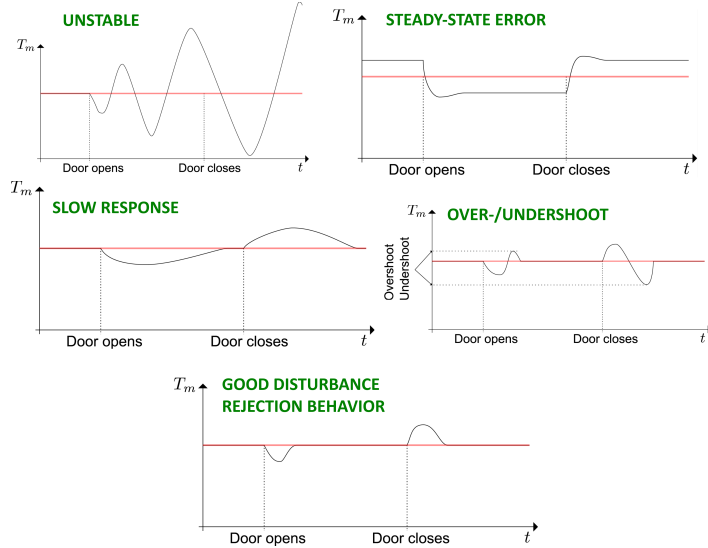 UNSTABLE
T_m
Door opens
Door closes
t
STEADY-STATE ERROR
T_m
Door opens
Door closes
t
SLOW RESPONSE
T_m
Door opens
Door closes
t
OVER-/UNDERSHOOT
T_m
Overshoot
Undershoot
Door opens
Door closes
t
GOOD DISTURBANCE
REJECTION BEHAVIOR
T_m
Door opens
Door closes
t